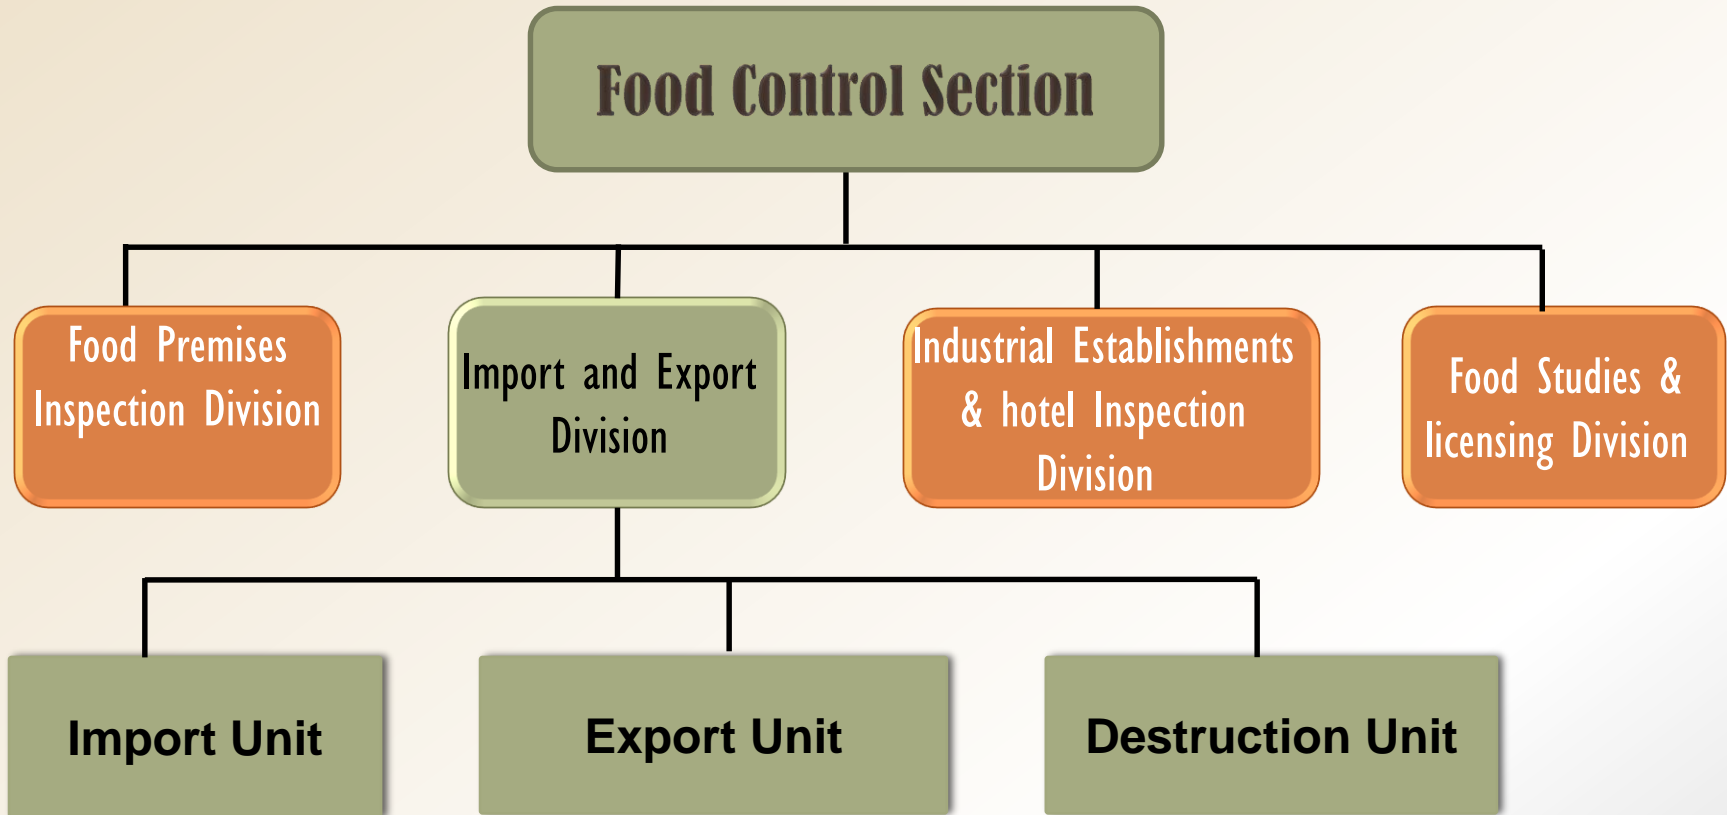 Food Control Section
Food Premises
Inspection Division
Import and Export
Division
Industrial Establishments
& hotel Inspection
Division
Food Studies &
licensing Division
Import Unit
Export Unit
Destruction Unit